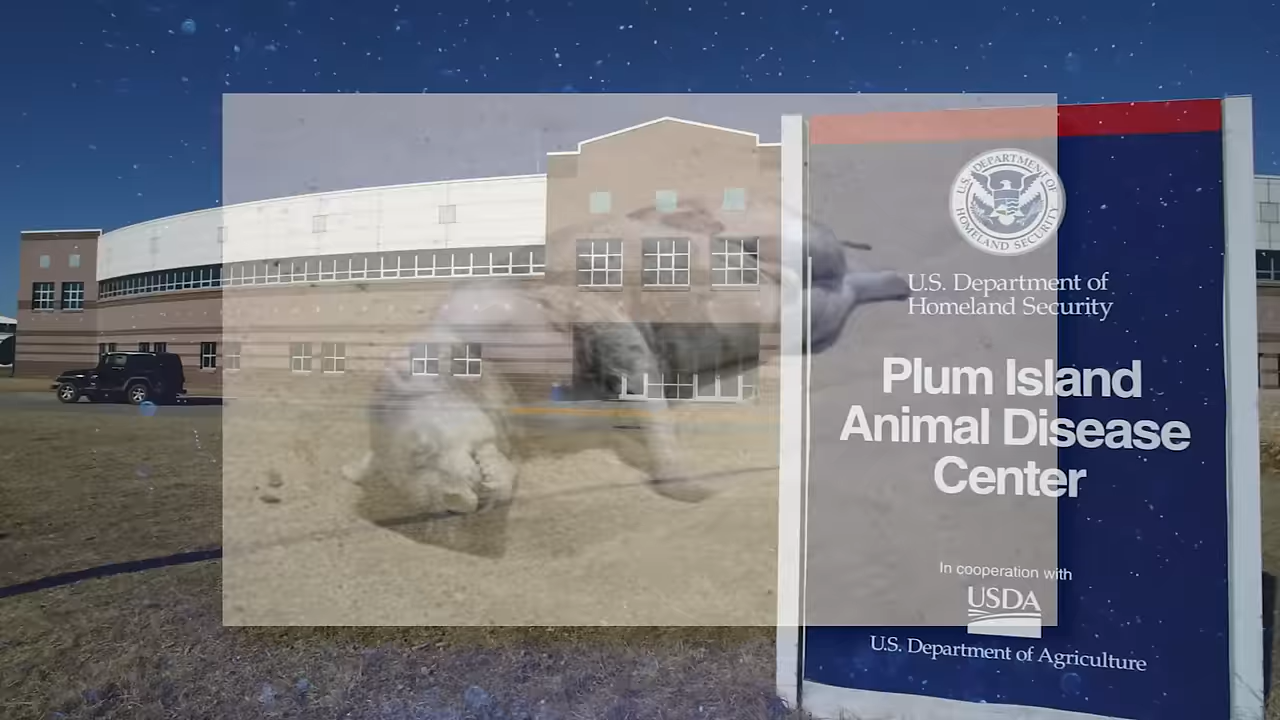 U.S. DEPARTMENT OF
HOMELAND SECURITY
U.S. Department of
Homeland Security
Plum Island
Animal Disease
Center
In cooperation with
USDA
U.S. Department of Agriculture